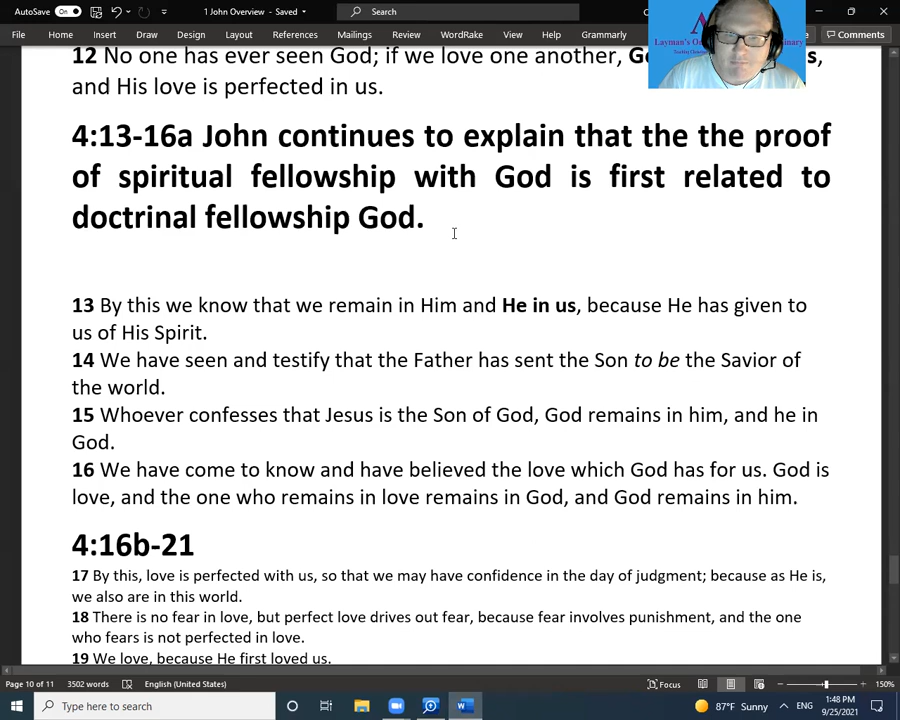 AutoSave On 1 John Overview - Saved Search
File Home Insert Draw Design Layout References Mailings Review View WordRake Help Grammarly Comments
12 No one has ever seen God; if we love one another,
and His love is perfected in us.
4:13-16a John continues to explain that the the proof
of spiritual fellowship with God is first related to
doctrinal fellowship God.
13 By this we know that we remain in Him and He in us, because He has given to
us of His Spirit.
14 We have seen and testify that the Father has sent the Son to be the Savior of
the world.
15 Whoever confesses that Jesus is the Son of God, God remains in him, and he in
God.
16 We have come to know and have believed the love which God has for us. God is
love, and the one who remains in love remains in God, and God remains in him.
4:16b-21
17 By this, love is perfected with us, so that we may have confidence in the day of judgment; because as He is,
we also are in this world.
18 There is no fear in love, but perfect love drives out fear, because fear involves punishment, and the one
who fears is not perfected in love.
19 We love, because He first loved us.
Page 10 of 11 3502 words English (United States) Focus 150%
Type here to search 87°F Sunny ENG 1:48 PM
9/25/2021